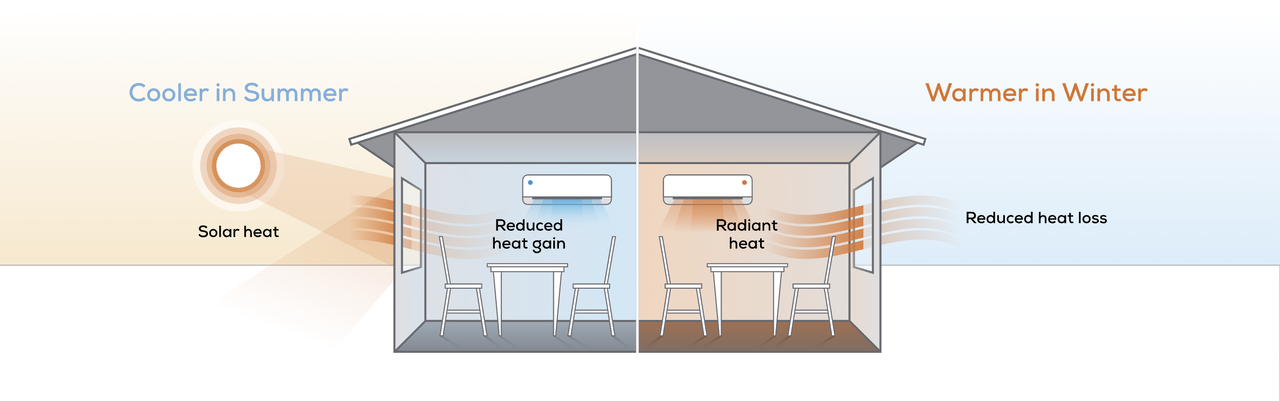 Cooler in Summer
Warmer in Winter
Solar heat
Reduced
heat gain
Radiant
heat
Reduced heat loss